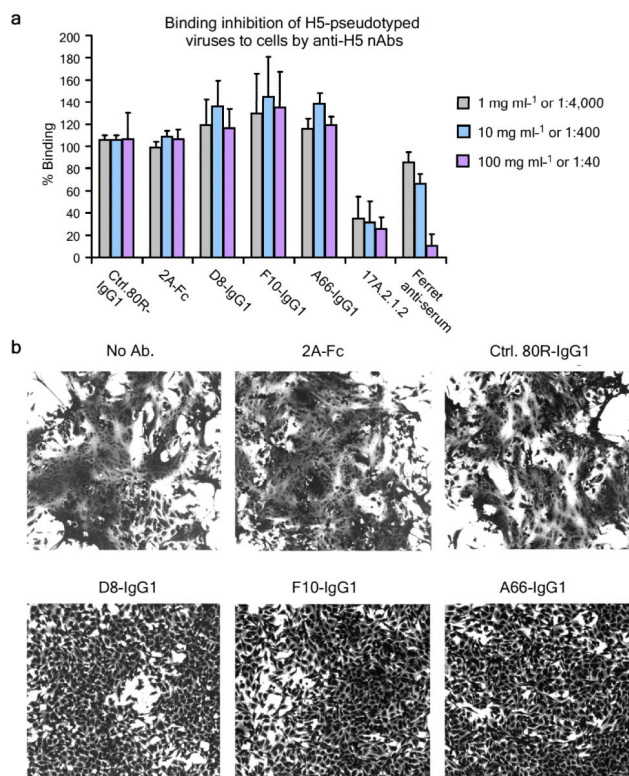 a
Binding inhibition of H5-pseudotyped
viruses to cells by anti-H5 nAbs
200
180
160
140
120
100
80
60
40
20
0
% Binding
1 mg ml-1 or 1:4,000
10 mg ml-1 or 1:400
100 mg ml-1 or 1:40
Ctrl.80R-
IgG1
2A-Fc
D8-IgG1
F10-IgG1
A66-IgG1
17A.2.1.2
Ferret
anti-serum
b
No Ab.
2A-Fc
Ctrl. 80R-IgG1
D8-IgG1
F10-IgG1
A66-IgG1